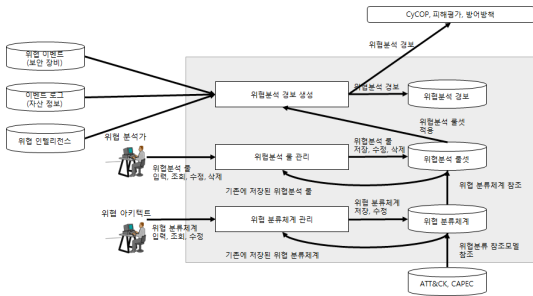 CyCOP, 피해평가, 방어방책
위협분석 경보
위협 이벤트
(보안 장비)
이벤트 로그
(자산 정보)
위협 인텔리전스
위협분석 경보 생성
위협분석 경보
위협분석 경보
위협분석 룰셋
적용
위협 분석가
위협분석 룰
입력, 조회, 수정, 삭제
위협분석 룰 관리
위협분석 룰
저장, 수정, 삭제
위협분석 룰셋
기존에 저장된 위협분석 룰
위협 분류체계 참조
위협 아키텍트
위협 분류체계
입력, 조회, 수정
위협 분류체계 관리
위협 분류체계
저장, 수정
위협 분류체계
기존에 저장된 위협 분류체계
위협분류 참조모델
참조
ATT&CK, CAPEC